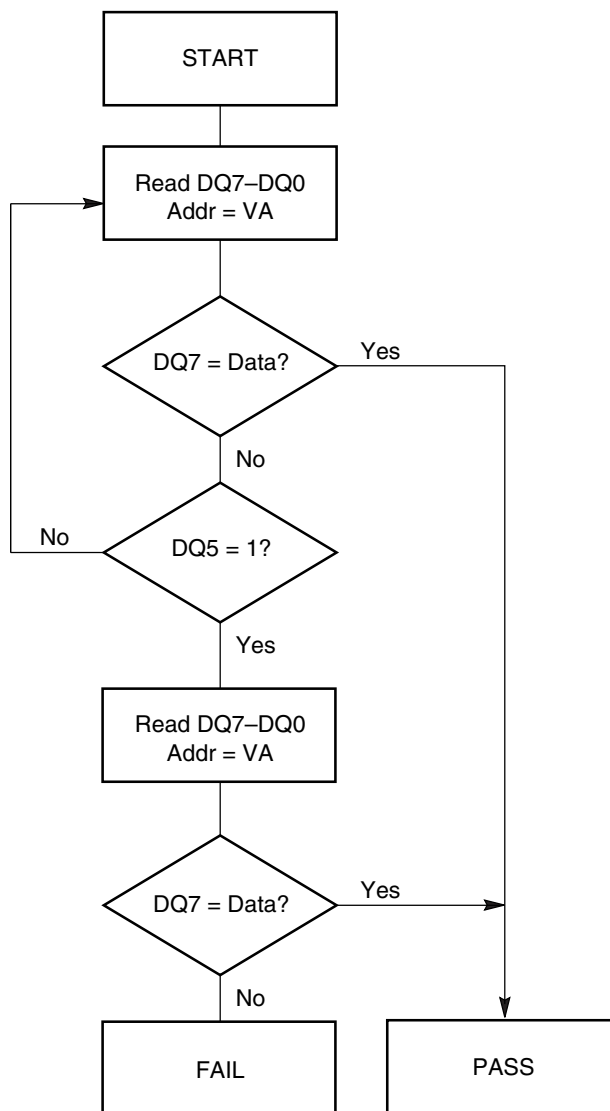 START
Read DQ7–DQ0
Addr = VA
DQ7 = Data?
Yes
No
No
DQ5 = 1?
Yes
Read DQ7–DQ0
Addr = VA
DQ7 = Data?
Yes
No
FAIL
PASS